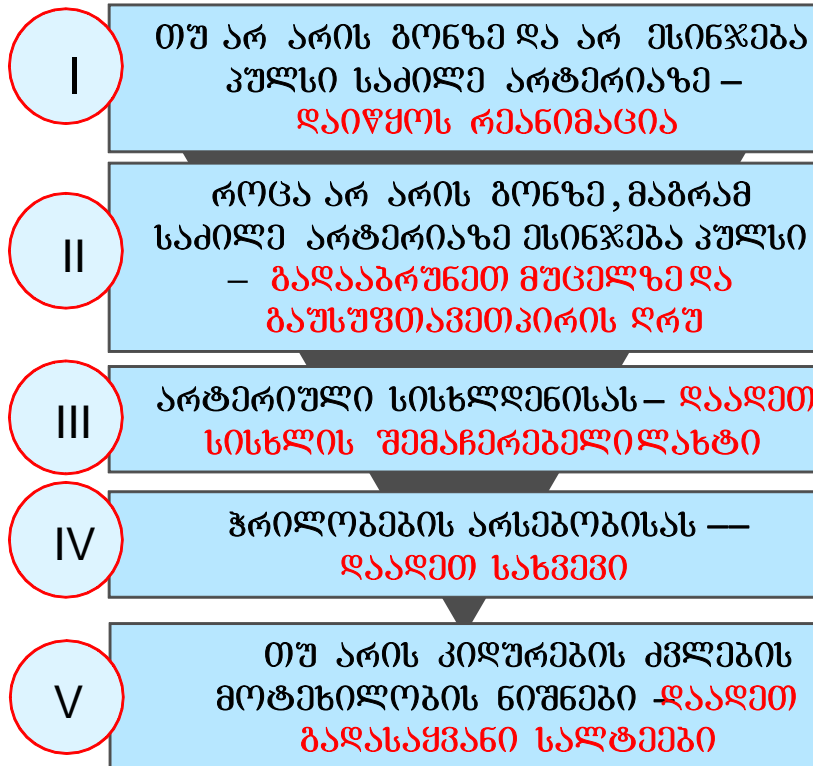 I
თუ არ არის გონზე და არ ესინჯება
პულსი საძილე არტერიაზე –
დაიწყოს რეანიმაცია
II
როცა არ არის გონზე, მაგრამ
საძილე არტერიაზე ესინჯება პულსი
– გადააბრუნეთ მუცელზე და
გაუსუფთავეთ პირის ღრუ
III
არტერიული სისხლდენისას – დაადეთ
სისხლის შემაჩერებელი ლახტი
IV
ჭრილობების არსებობისას —
დაადეთ სახვევი
V
თუ არის კიდურების ძვლების
მოტეხილობის ნიშნები - დაადეთ
გადასაყვანი სალტეები